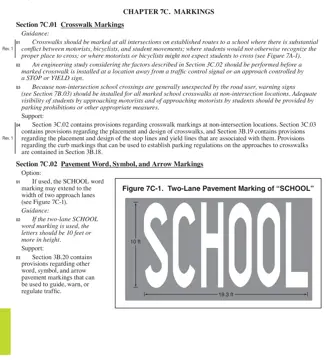 CHAPTER 7C. MARKINGS
Section 7C.01 Crosswalk Markings
Guidance:
Crosswalks should be marked at all intersections on established routes to a school where there is substantial
Rev. 1
conflict between motorists, bicyclists, and student movements; where students would not otherwise recognize the
proper place to cross; or where motorists or bicyclists might not expect students to cross (see Figure 7A-1).
An engineering study considering the factors described in Section 3C.02 should be performed before a
marked crosswalk is installed at a location away from a traffic control signal or an approach controlled by
a STOP or YIELD sign.
Because non-intersection school crossings are generally unexpected by the road user, warning signs
(see Section 7B.03) should be installed for all marked school crosswalks at non-intersection locations. Adequate
visibility of students by approaching motorists and of approaching motorists by students should be provided by
parking prohibitions or other appropriate measures.
Support:
Section 3C.02 contains provisions regarding crosswalk markings at non-intersection locations. Section 3C.03
contains provisions regarding the placement and design of crosswalks, and Section 3B.19 contains provisions
Rev. 1
regarding the placement and design of the stop lines and yield lines that are associated with them. Provisions
regarding the curb markings that can be used to establish parking regulations on the approaches to crosswalks
are contained in Section 3B.18.
Section 7C.02 Pavement Word, Symbol, and Arrow Markings
Option:
If used, the SCHOOL word
marking may extend to the
width of two approach lanes
(see Figure 7C-1).
Guidance:
If the two-lane SCHOOL
word marking is used, the
letters should be 10 feet or
more in height.
Support:
Section 3B.20 contains
provisions regarding other
word, symbol, and arrow
pavement markings that can
be used to guide, warn, or
regulate traffic.
Figure 7C-1. Two-Lane Pavement Marking of “SCHOOL”
SCHOOL
10 ft